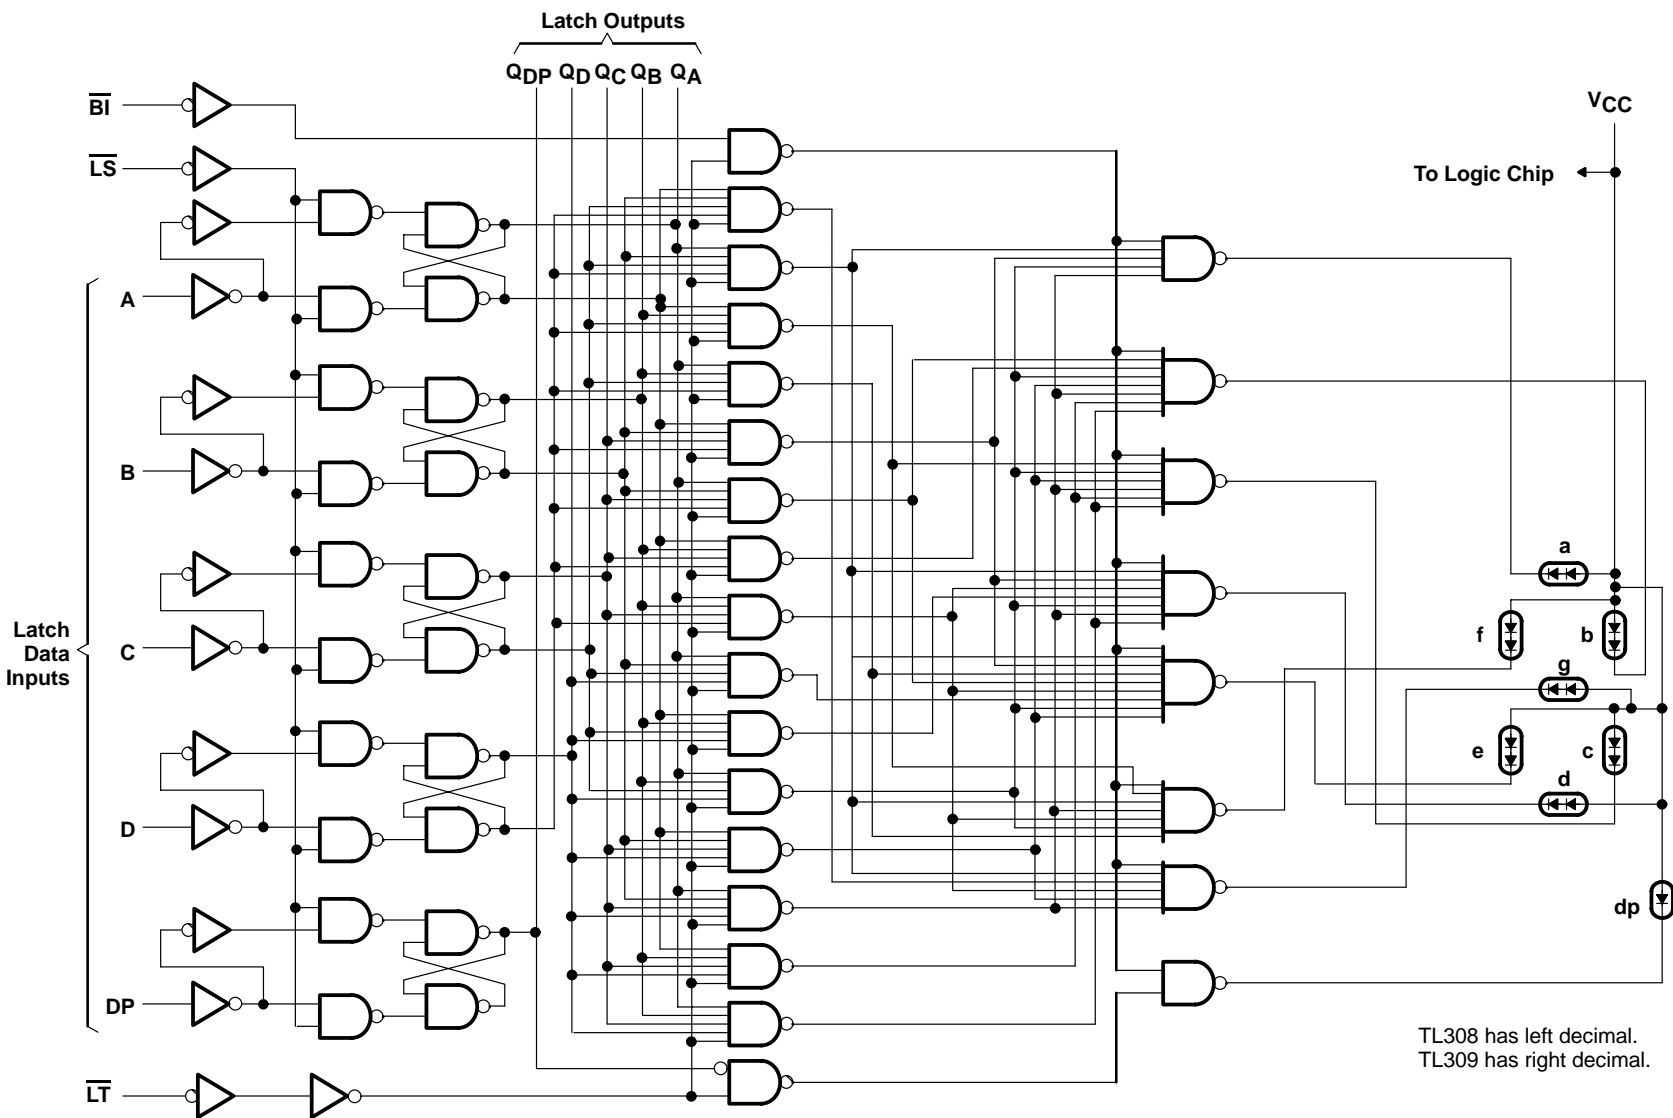 Latch Outputs
QDP QD QC QB QA
BI
LS
VCC
To Logic Chip
A
B
C
D
DP
Latch
Data
Inputs
LT
a
f
b
g
e
c
d
dp
TL308 has left decimal.
TL309 has right decimal.